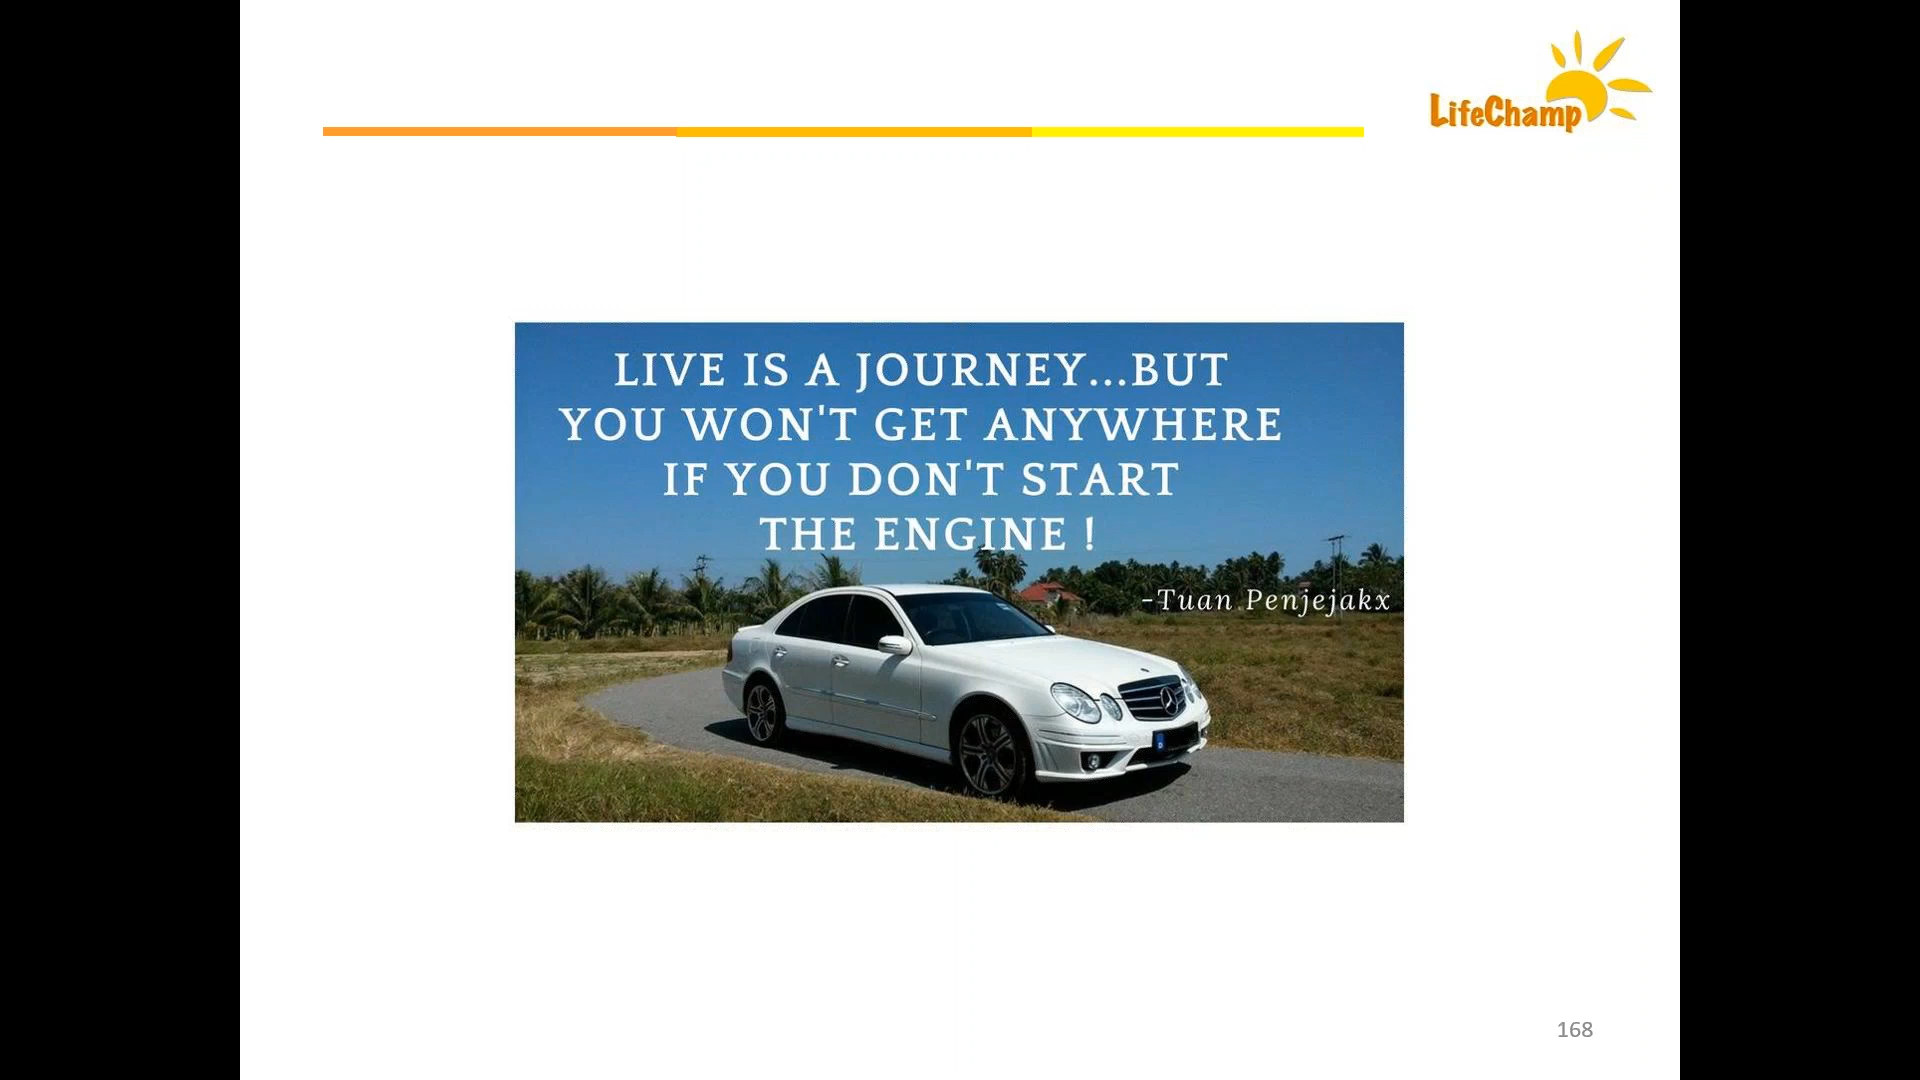 LifeChamp
LIVE IS A JOURNEY...BUT
YOU WON'T GET ANYWHERE
IF YOU DON'T START
THE ENGINE !
-Tuan Penjejakx
168